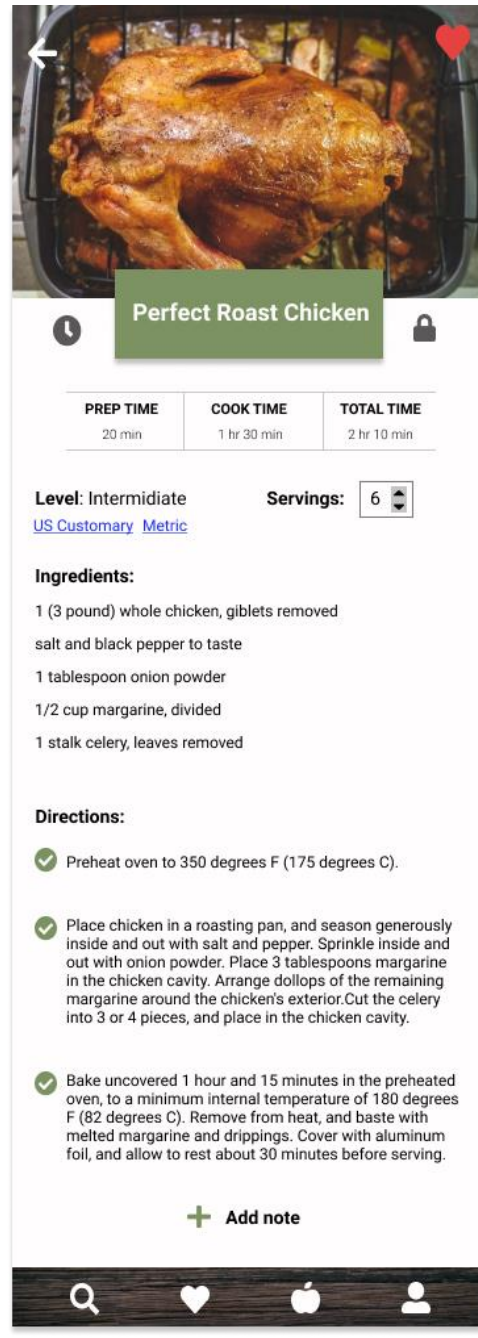 Perfect Roast Chicken
PREP TIME COOK TIME TOTAL TIME
20 min 1 hr 30 min 2 hr 10 min
Level: Intermidiate Servings: 6
US Customary Metric
Ingredients:
1 (3 pound) whole chicken, giblets removed
salt and black pepper to taste
1 tablespoon onion powder
1/2 cup margarine, divided
1 stalk celery, leaves removed
Directions:
Preheat oven to 350 degrees F (175 degrees C).
Place chicken in a roasting pan, and season generously
inside and out with salt and pepper. Sprinkle inside and
out with onion powder. Place 3 tablespoons margarine
in the chicken cavity. Arrange dollops of the remaining
margarine around the chicken's exterior.Cut the celery
into 3 or 4 pieces, and place in the chicken cavity.
Bake uncovered 1 hour and 15 minutes in the preheated
oven, to a minimum internal temperature of 180 degrees
F (82 degrees C). Remove from heat, and baste with
melted margarine and drippings. Cover with aluminum
foil, and allow to rest about 30 minutes before serving.
Add note